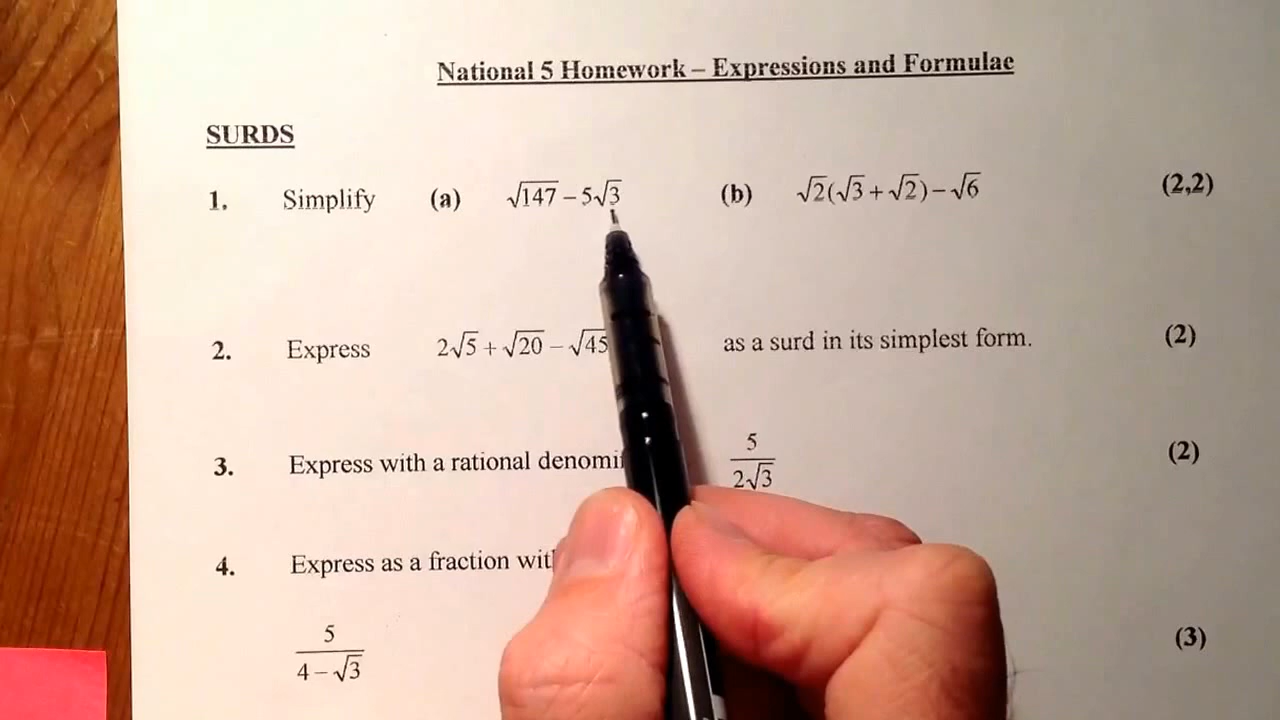 National 5 Homework – Expressions and Formulae
SURDS
1. Simplify (a) √147 – 5√3 (b) √2(√3 + √2) – √6 (2,2)
2. Express 2√5 + √20 – √45 as a surd in its simplest form. (2)
3. Express with a rational 5/2√3 (2)
4. Express as a fraction
5/4 – √3 (3)